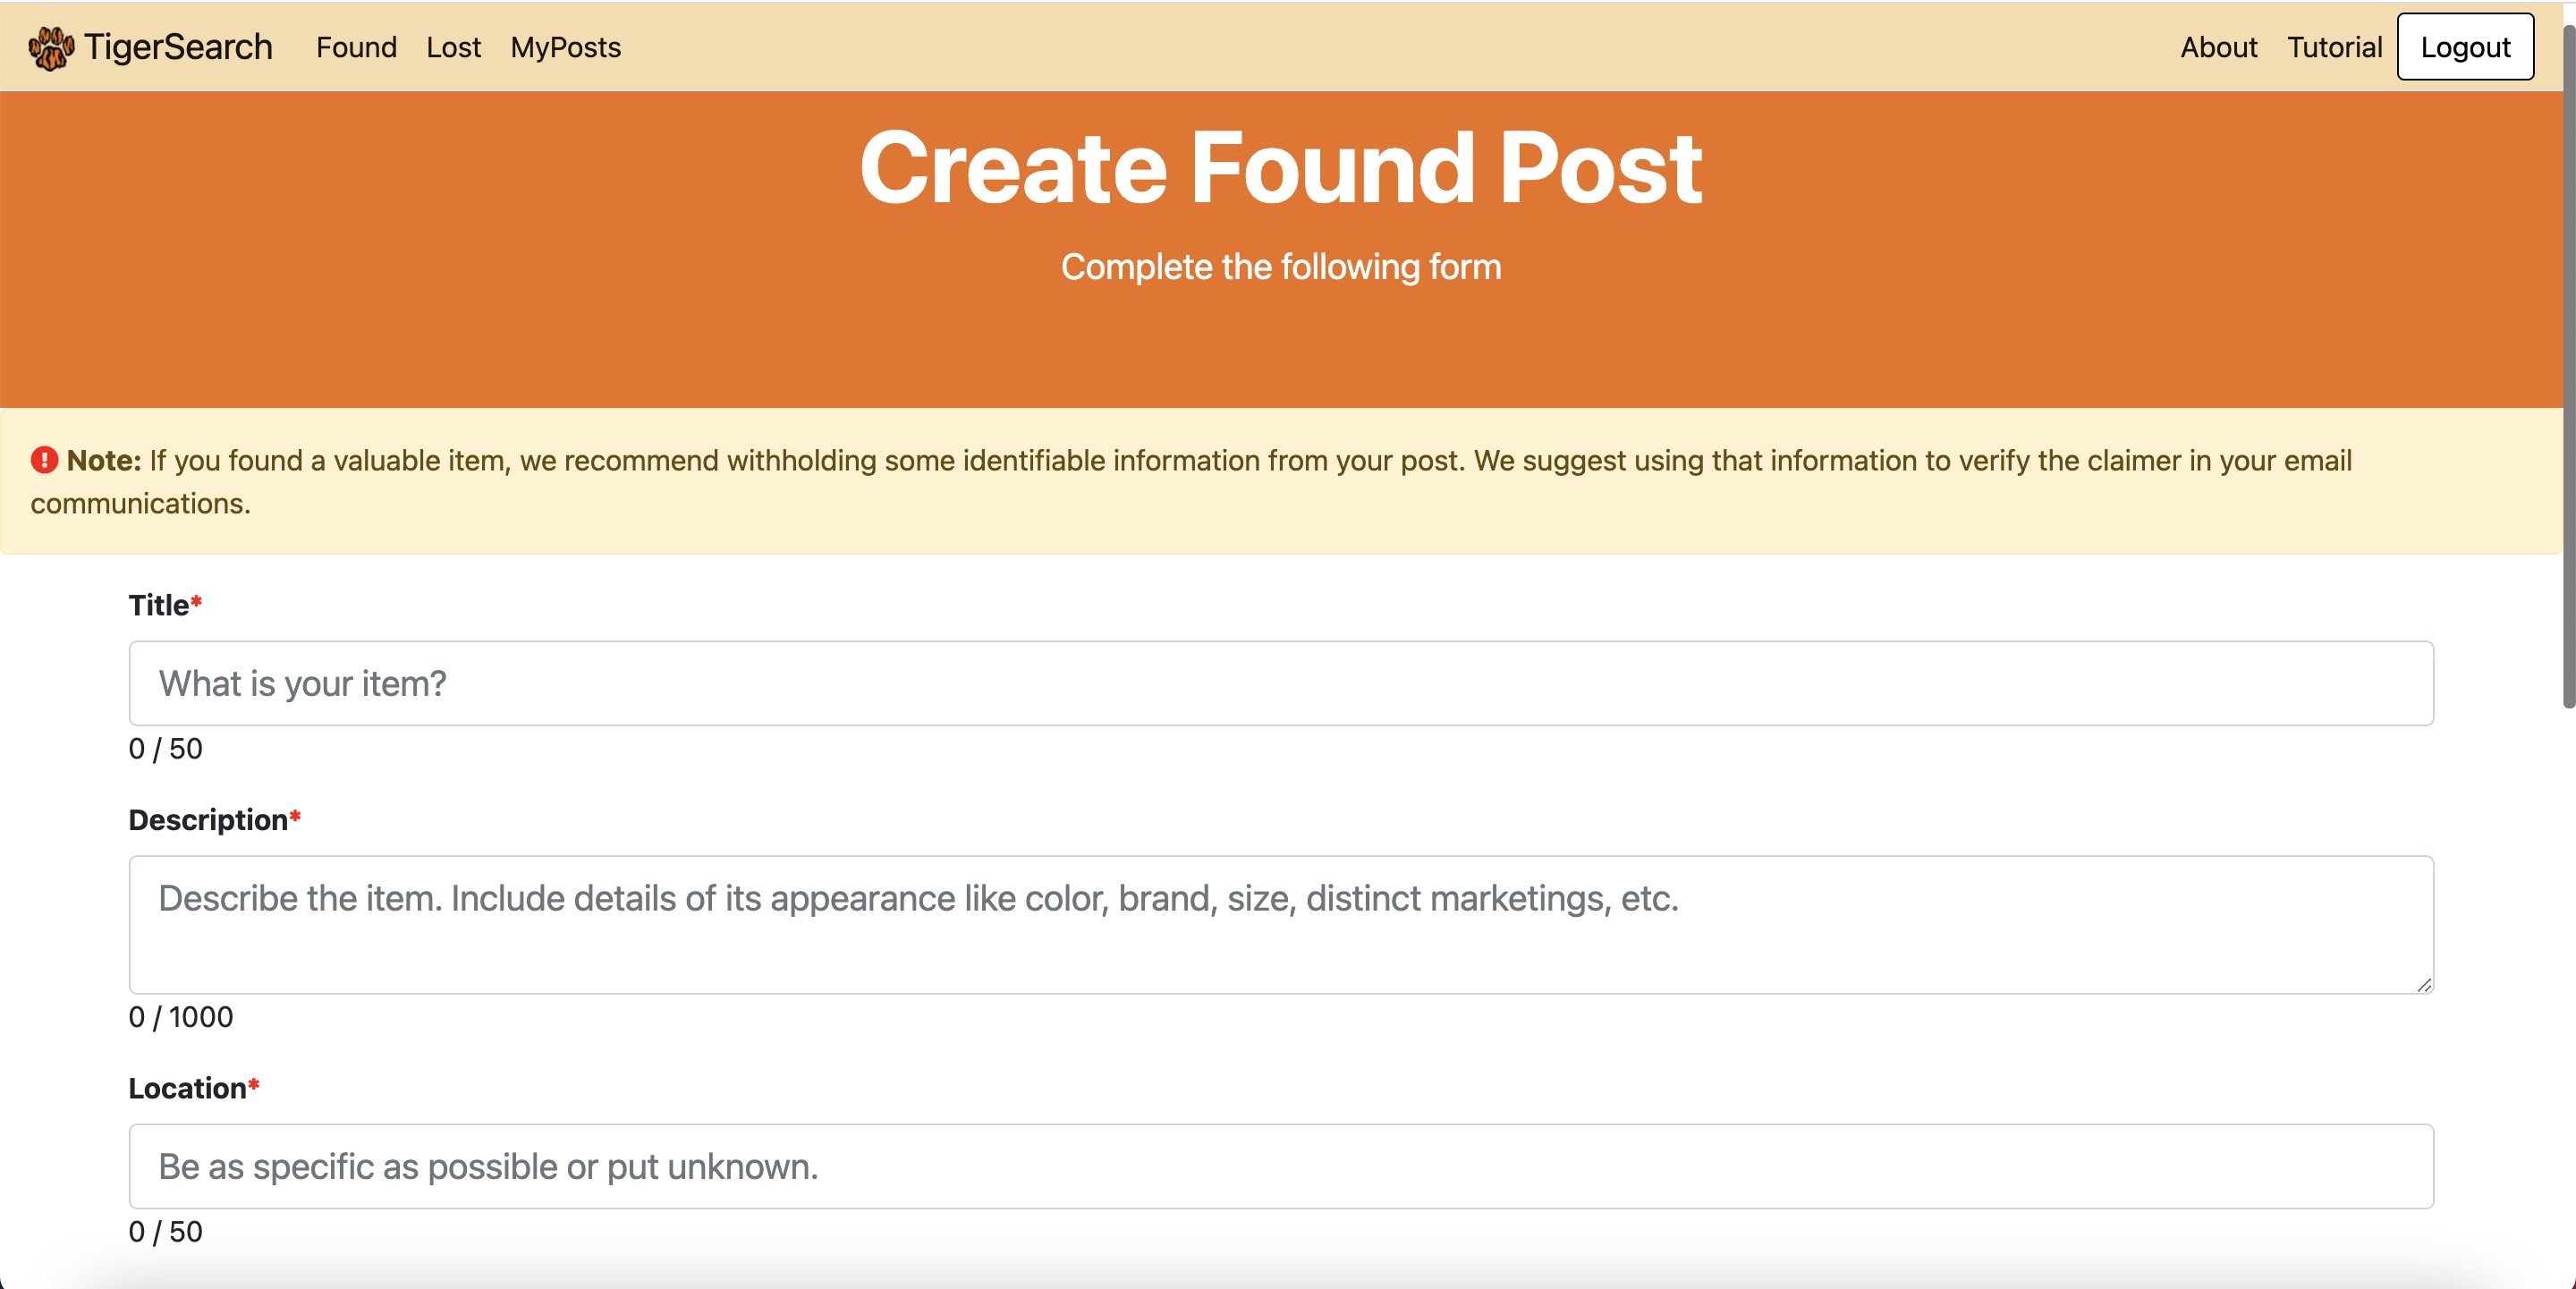 TigerSearch Found Lost MyPosts About Tutorial Logout
Create Found Post
Complete the following form
Note: If you found a valuable item, we recommend withholding some identifiable information from your post. We suggest using that information to verify the claimer in your email
communications.
Title*
What is your item?
0 / 50
Description*
Describe the item. Include details of its appearance like color, brand, size, distinct marketings, etc.
0 / 1000
Location*
Be as specific as possible or put unknown.
0 / 50